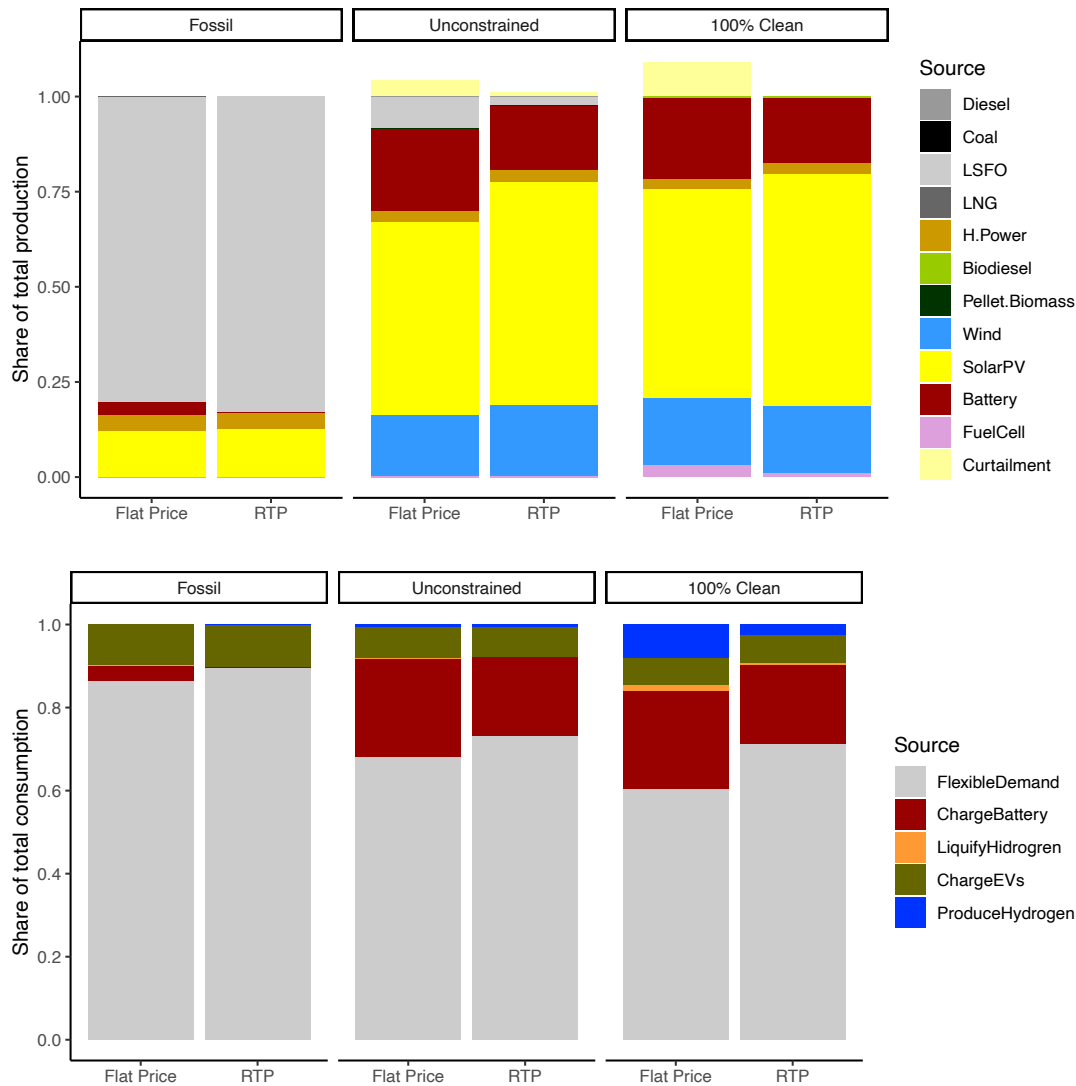 Fossil
Unconstrained
100% Clean
Share of total production
1.00
0.75
0.50
0.25
0.00
Flat Price
RTP
Flat Price
RTP
Flat Price
RTP
Source
Diesel
Coal
LSFO
LNG
H.Power
Biodiesel
Pellet.Biomass
Wind
SolarPV
Battery
FuelCell
Curtailment
Fossil
Unconstrained
100% Clean
Share of total consumption
1.0
0.8
0.6
0.4
0.2
0.0
Flat Price
RTP
Flat Price
RTP
Flat Price
RTP
Source
FlexibleDemand
ChargeBattery
LiquifyHidrogren
ChargeEVs
ProduceHydrogen